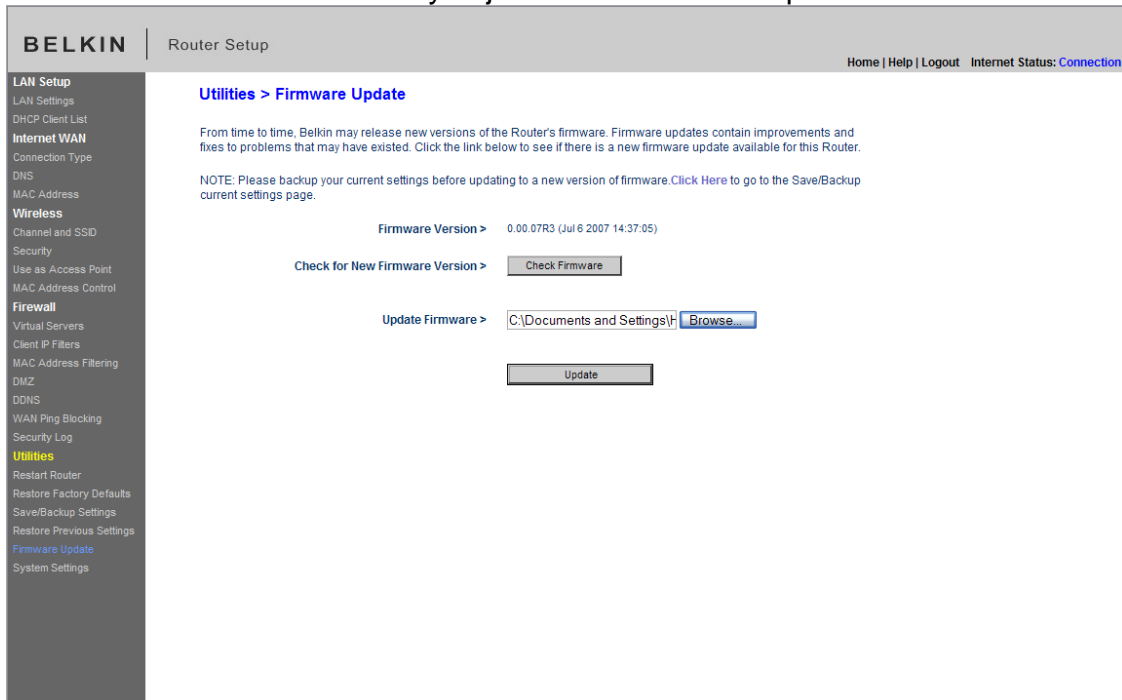 BELKIN
Router Setup
Home | Help | Logout Internet Status: Connection
LAN Setup
LAN Settings
DHCP Client List
Internet WAN
Connection Type
DNS
MAC Address
Wireless
Channel and SSID
Security
Use as Access Point
MAC Address Control
Firewall
Virtual Servers
Client IP Filters
MAC Address Filtering
DMZ
DDNS
WAN Ping Blocking
Security Log
Utilities
Restart Router
Restore Factory Defaults
Save/Backup Settings
Restore Previous Settings
Firmware Update
System Settings
Utilities > Firmware Update
From time to time, Belkin may release new versions of the Router's firmware. Firmware updates contain improvements and
fixes to problems that may have existed. Click the link below to see if there is a new firmware update available for this Router.
NOTE: Please backup your current settings before updating to a new version of firmware.Click Here to go to the Save/Backup
current settings page.
Firmware Version > 0.00.07R3 (Jul 6 2007 14:37:05)
Check for New Firmware Version > Check Firmware
Update Firmware > C:\Documents and Settings\H Browse...
Update